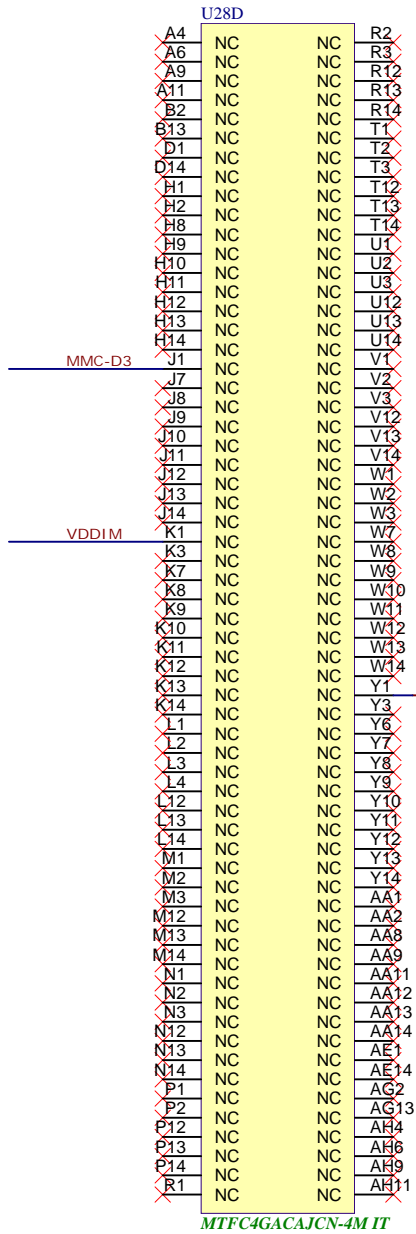 U28D
A4 NC NC R2
A6 NC NC R3
A9 NC NC R12
A11 NC NC R13
B2 NC NC R14
B13 NC NC T1
D1 NC NC T2
D14 NC NC T3
H1 NC NC T12
H2 NC NC T13
H8 NC NC T14
H9 NC NC U1
H10 NC NC U2
H11 NC NC U3
H12 NC NC U12
H13 NC NC U13
H14 NC NC U14
MMC-D3 J1 NC NC V1
J7 NC NC V2
J8 NC NC V3
J9 NC NC V12
J10 NC NC V13
J11 NC NC V14
J12 NC NC W1
J13 NC NC W2
J14 NC NC W3
VDDIM K1 NC NC W7
K3 NC NC W8
K7 NC NC W9
K8 NC NC W10
K9 NC NC W11
K10 NC NC W12
K11 NC NC W13
K12 NC NC W14
K13 NC NC Y1
K14 NC NC Y3
L1 NC NC Y6
L2 NC NC Y7
L3 NC NC Y8
L4 NC NC Y9
L12 NC NC Y10
L13 NC NC Y11
L14 NC NC Y12
M1 NC NC Y13
M2 NC NC Y14
M3 NC NC AA1
M12 NC NC AA2
M13 NC NC AA8
M14 NC NC AA9
N1 NC NC AA11
N2 NC NC AA12
N3 NC NC AA13
N12 NC NC AA14
N13 NC NC AE1
N14 NC NC AE14
P1 NC NC AG2
P2 NC NC AG13
P12 NC NC AH4
P13 NC NC AH6
P14 NC NC AH9
R1 NC NC AH11
MTFC4GACAJCN-4M IT